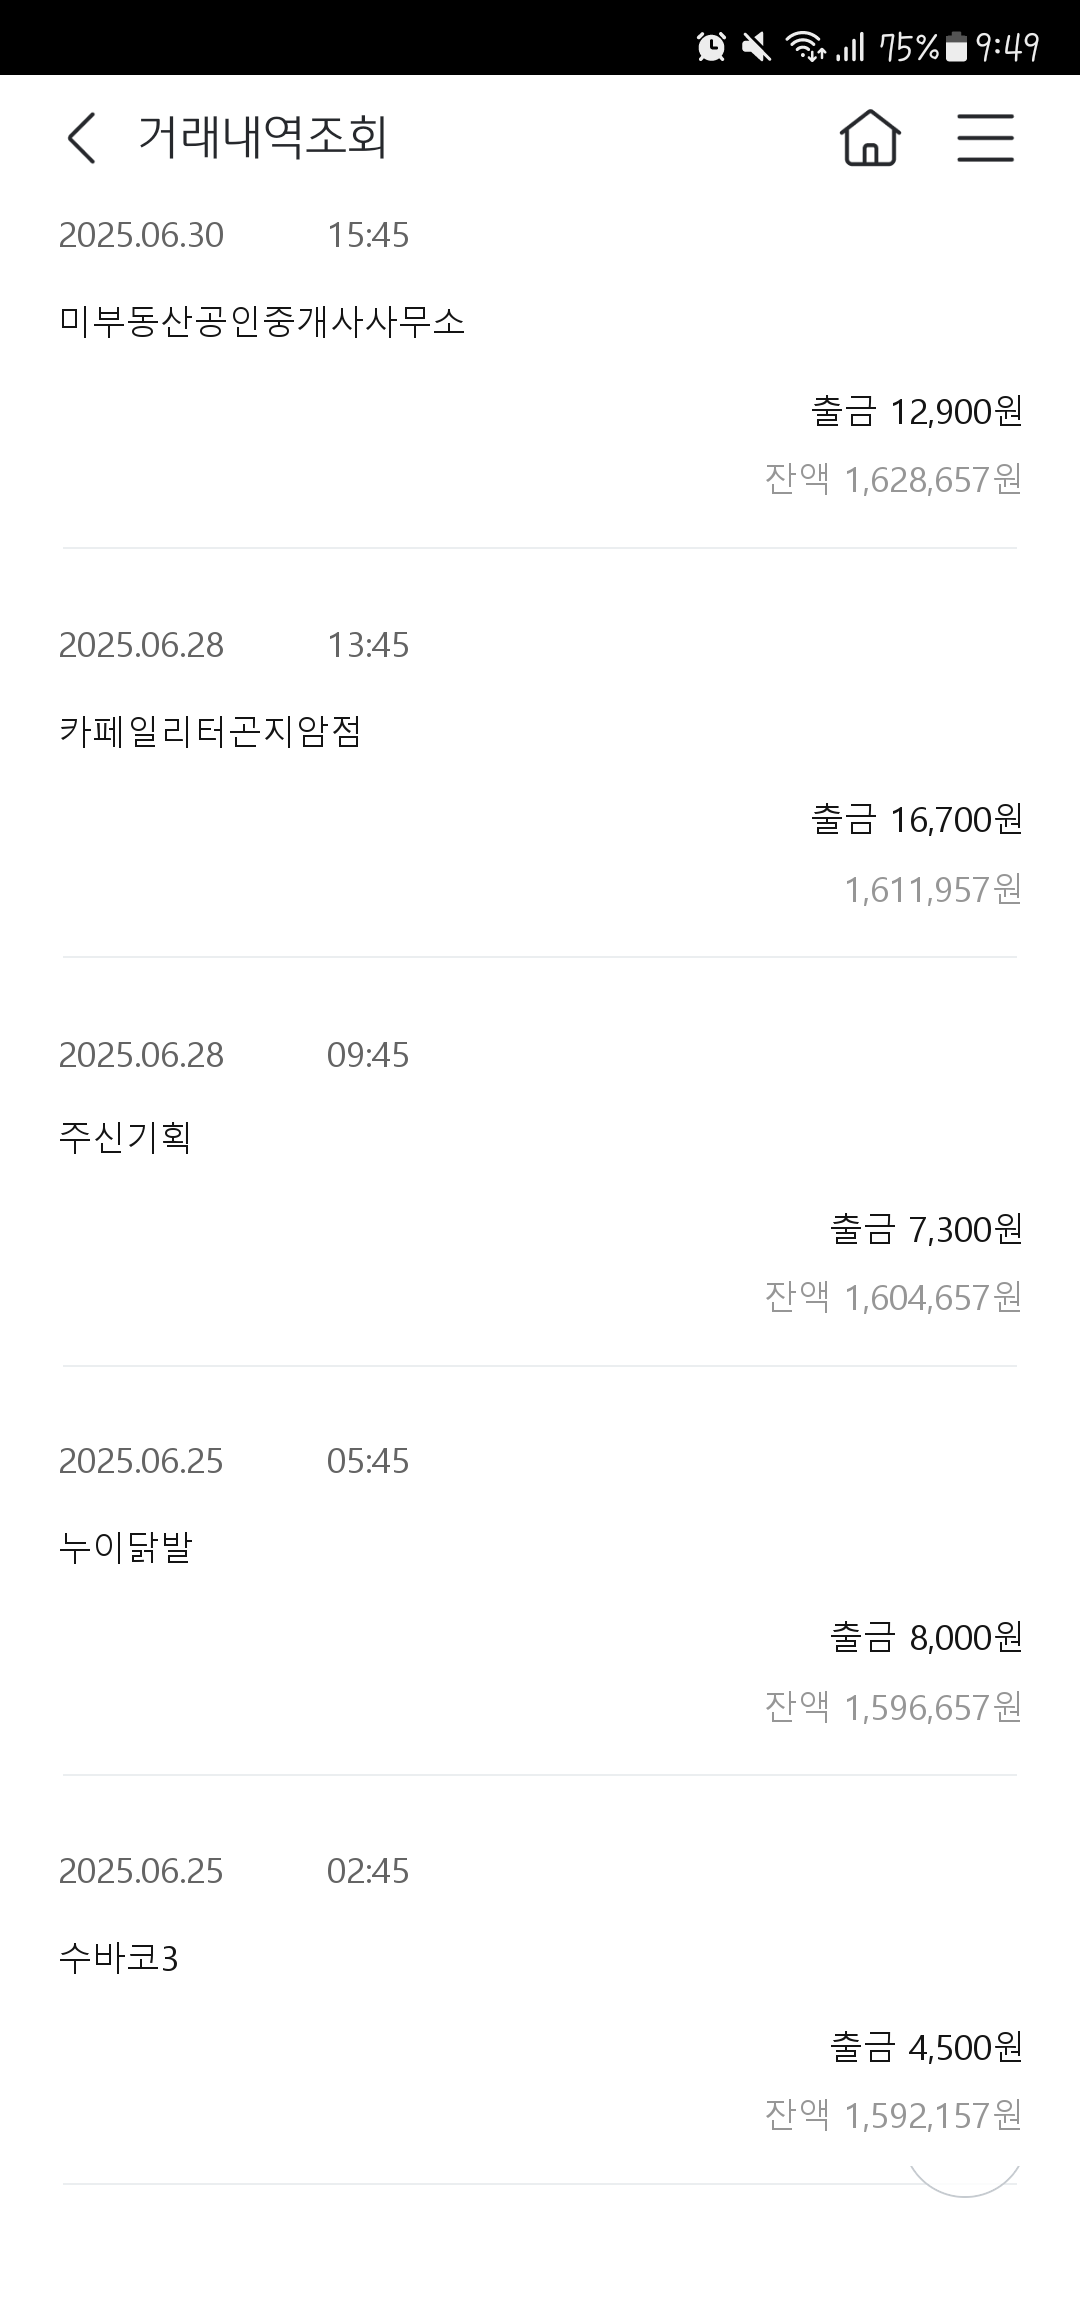 75% 9:49
거래내역조회
2025.06.30 15:45
미부동산공인중개사사무소
출금 12,900원
잔액 1,628,657원
2025.06.28 13:45
카페일리터곤지암점
출금 16,700원
1,611,957원
2025.06.28 09:45
주신기획
출금 7,300원
잔액 1,604,657원
2025.06.25 05:45
누이닭발
출금 8,000원
잔액 1,596,657원
2025.06.25 02:45
수바코3
출금 4,500원
잔액 1,592,157원